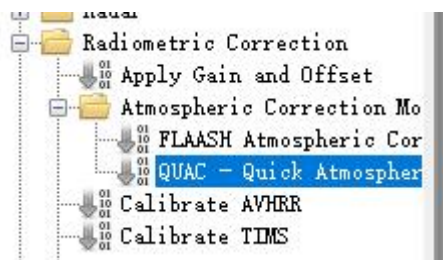 Radar
Radiometric Correction
Apply Gain and Offset
Atmospheric Correction Mo
FLAASH Atmospheric Cor
QUAC - Quick Atmospher
Calibrate AVHRR
Calibrate TIMS